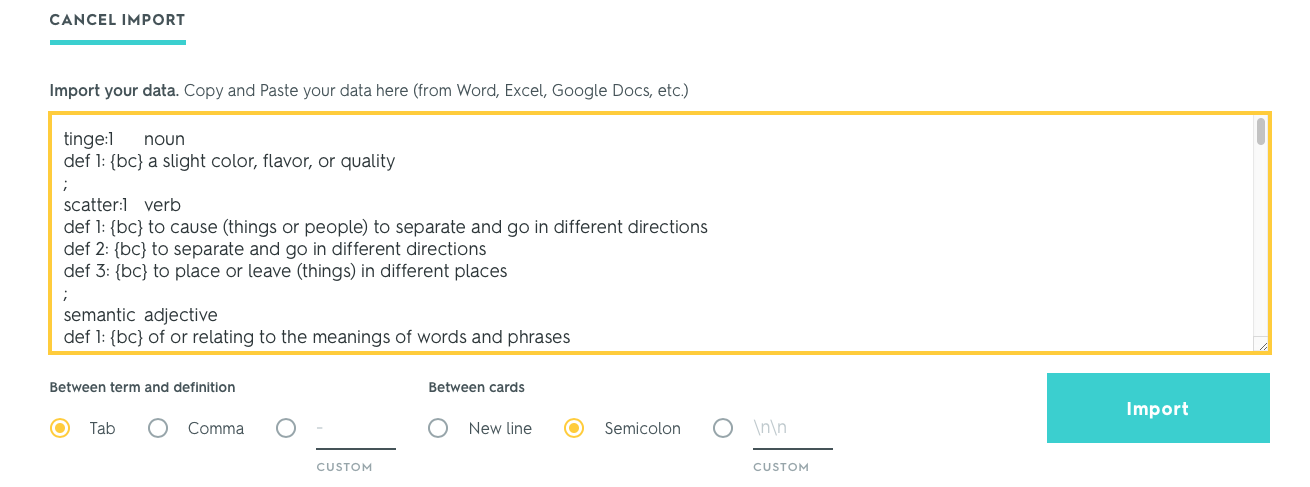 CANCEL IMPORT
Import your data. Copy and Paste your data here (from Word, Excel, Google Docs, etc.)
tinge:1 noun
def 1: {bc} a slight color, flavor, or quality
;
scatter:1 verb
def 1: {bc} to cause (things or people) to separate and go in different directions
def 2: {bc} to separate and go in different directions
def 3: {bc} to place or leave (things) in different places
;
semantic adjective
def 1: {bc} of or relating to the meanings of words and phrases
Between term and definition
Between cards
Tab Comma -
New line Semicolon \n\n
Import
CUSTOM
CUSTOM